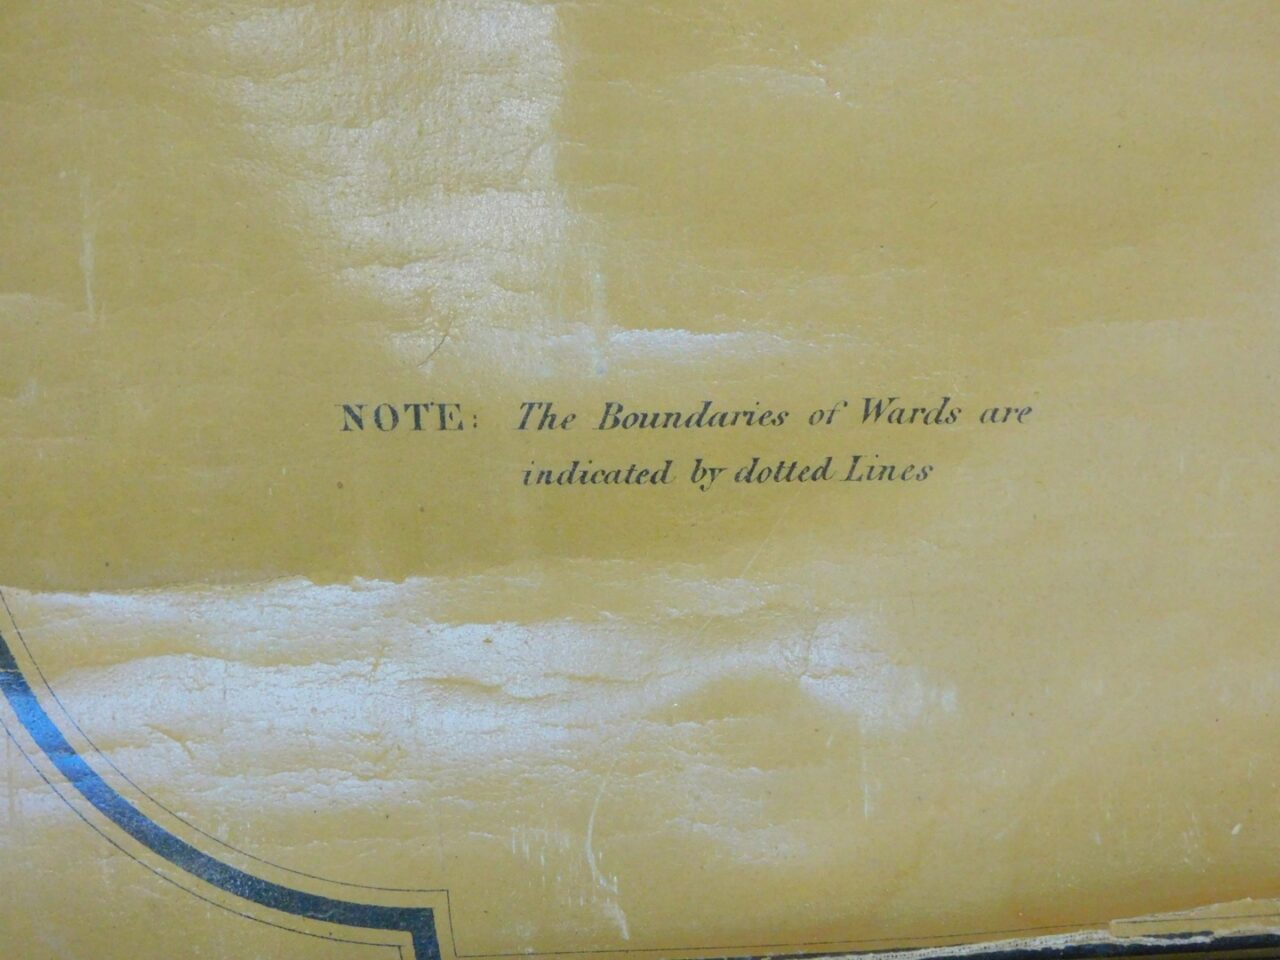 NOTE: The Boundaries of Wards are
indicated by dotted Lines